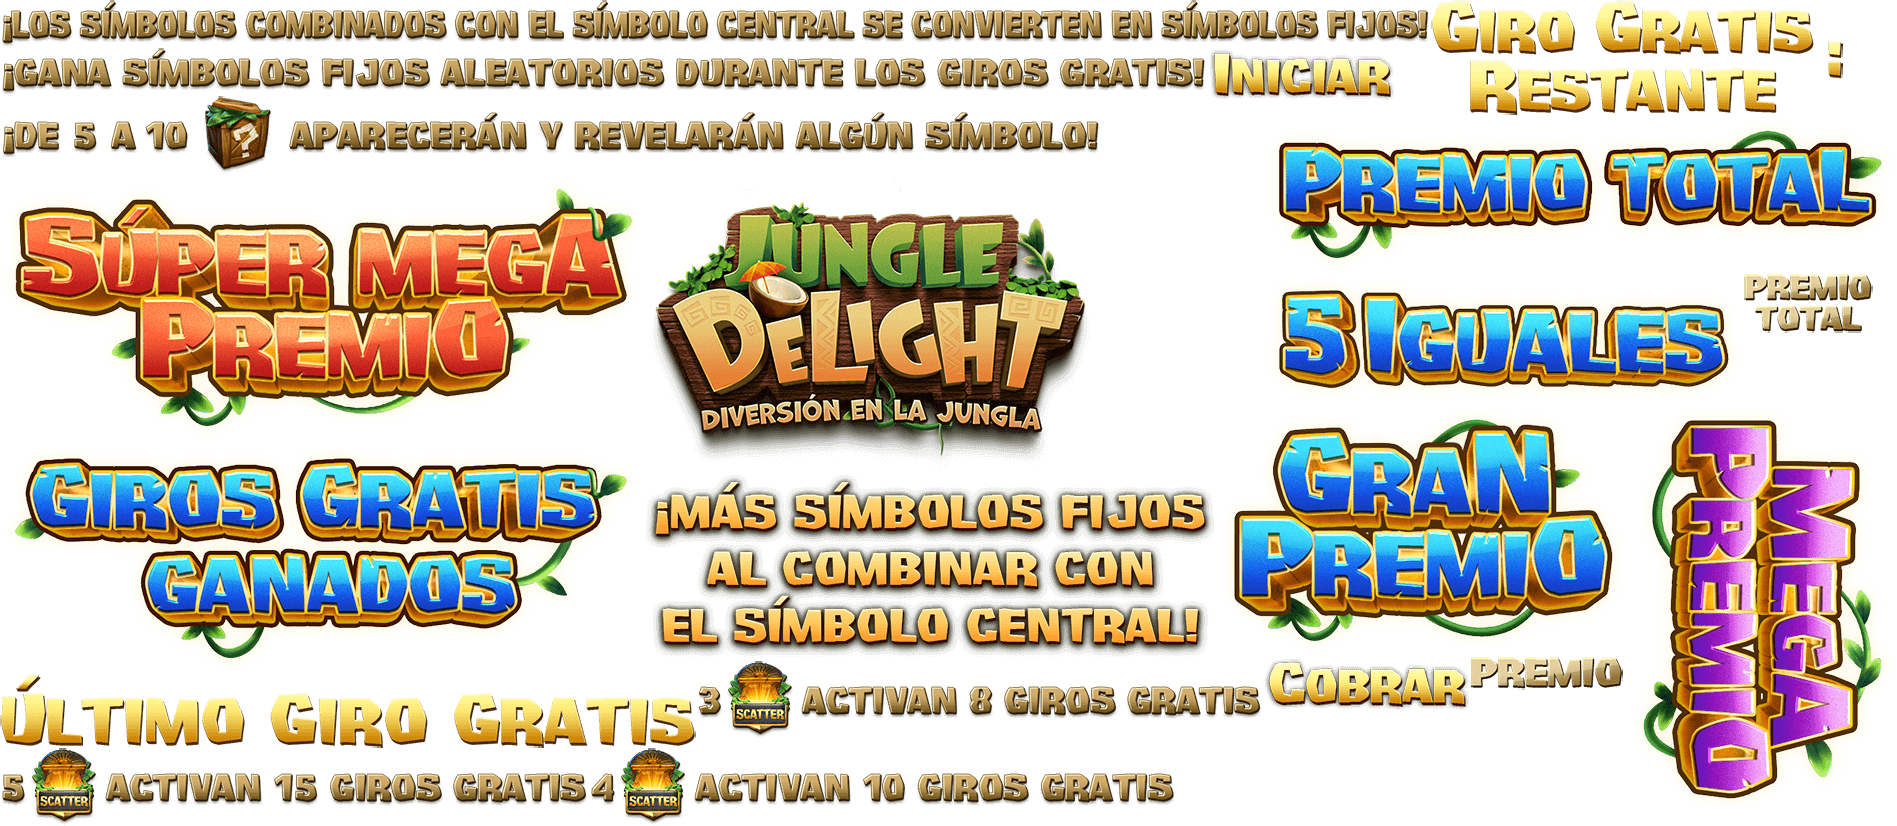 ¡LOS SÍMBOLOS COMBINADOS CON EL SÍMBOLO CENTRAL SE CONVIERTEN EN SÍMBOLOS FIJOS!
GIRO GRATIS :
RESTANTE
¡GANA SÍMBOLOS FIJOS ALEATORIOS DURANTE LOS GIROS GRATIS!
INICIAR
¡DE 5 A 10 ? APARECERÁN Y REVELARÁN ALGÚN SÍMBOLO!
PREMIO TOTAL
SÚPER MEGA
PREMIO
JUNGLE
DELIGHT
DIVERSIÓN EN LA JUNGLA
PREMIO
TOTAL
5 IGUALES
GIROS GRATIS
GANADOS
¡MÁS SÍMBOLOS FIJOS
AL COMBINAR CON
EL SÍMBOLO CENTRAL!
GRAN
PREMIO
MEGA
PREMIO
ÚLTIMO GIRO GRATIS
3 SCATTER ACTIVAN 8 GIROS GRATIS
COBRAR
PREMIO
5 SCATTER ACTIVAN 15 GIROS GRATIS
4 SCATTER ACTIVAN 10 GIROS GRATIS